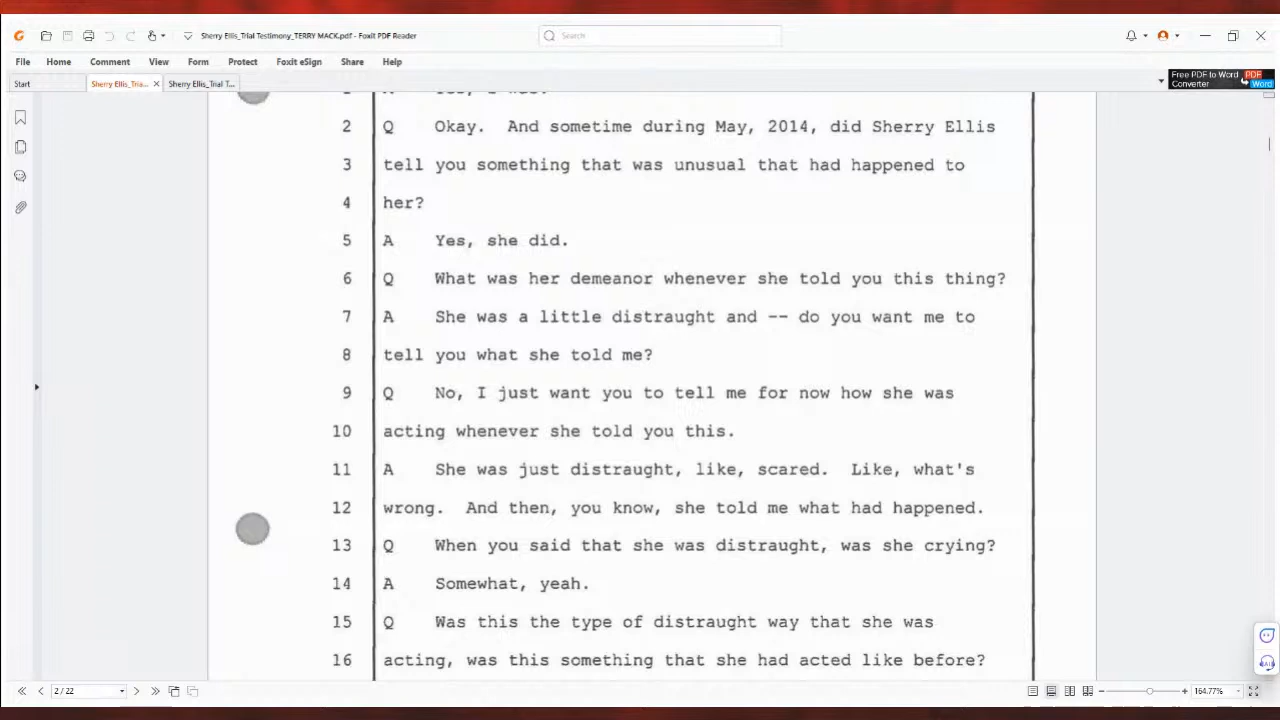 Sherry Ellis_Trial Testimony_TERRY MACK.pdf - Foxit PDF Reader
Search
File Home Comment View Form Protect Foxit eSign Share Help
Start Sherry Ellis_Tria... Sherry Ellis_Trial T...
Free PDF to Word Converter
PDF Word
2 Q Okay. And sometime during May, 2014, did Sherry Ellis
3 tell you something that was unusual that had happened to
4 her?
5 A Yes, she did.
6 Q What was her demeanor whenever she told you this thing?
7 A She was a little distraught and -- do you want me to
8 tell you what she told me?
9 Q No, I just want you to tell me for now how she was
10 acting whenever she told you this.
11 A She was just distraught, like, scared. Like, what's
12 wrong. And then, you know, she told me what had happened.
13 Q When you said that she was distraught, was she crying?
14 A Somewhat, yeah.
15 Q Was this the type of distraught way that she was
16 acting, was this something that she had acted like before?
2 / 22
164.77%